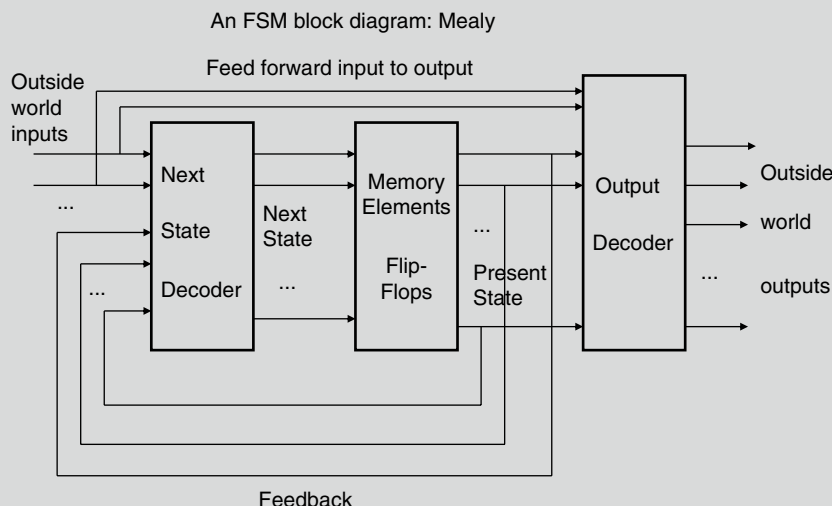 An FSM block diagram: Mealy
Feed forward input to output
Outside
world
inputs
...
...
Next
State
Decoder
Next
State
...
Memory
Elements
Flip-
Flops
...
Present
State
Output
Decoder
Outside
world
...
outputs
Feedback